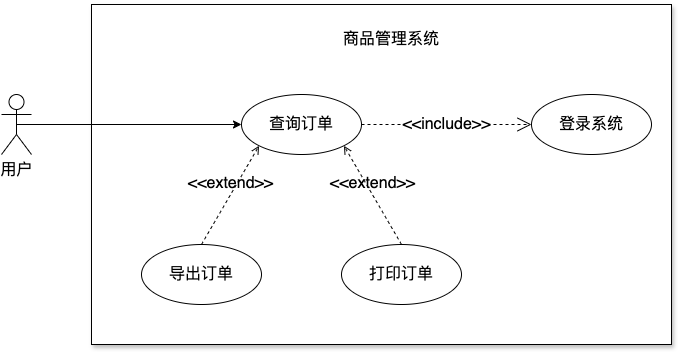 商品管理系统
查询订单
<<include>>
登录系统
用户
<<extend>>
<<extend>>
导出订单
打印订单